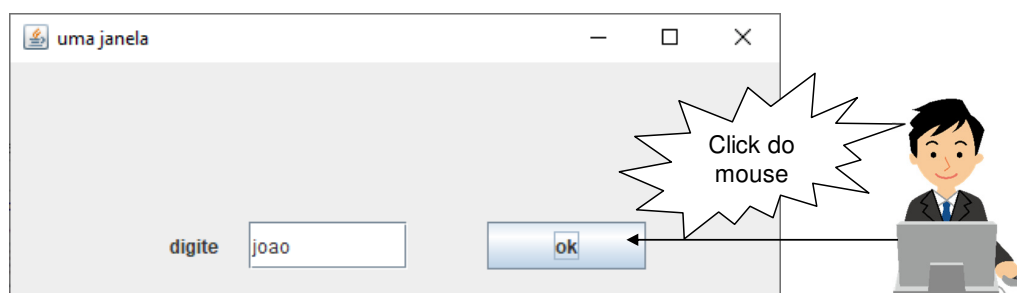 uma janela
Click do
mouse
digite
joao
ok